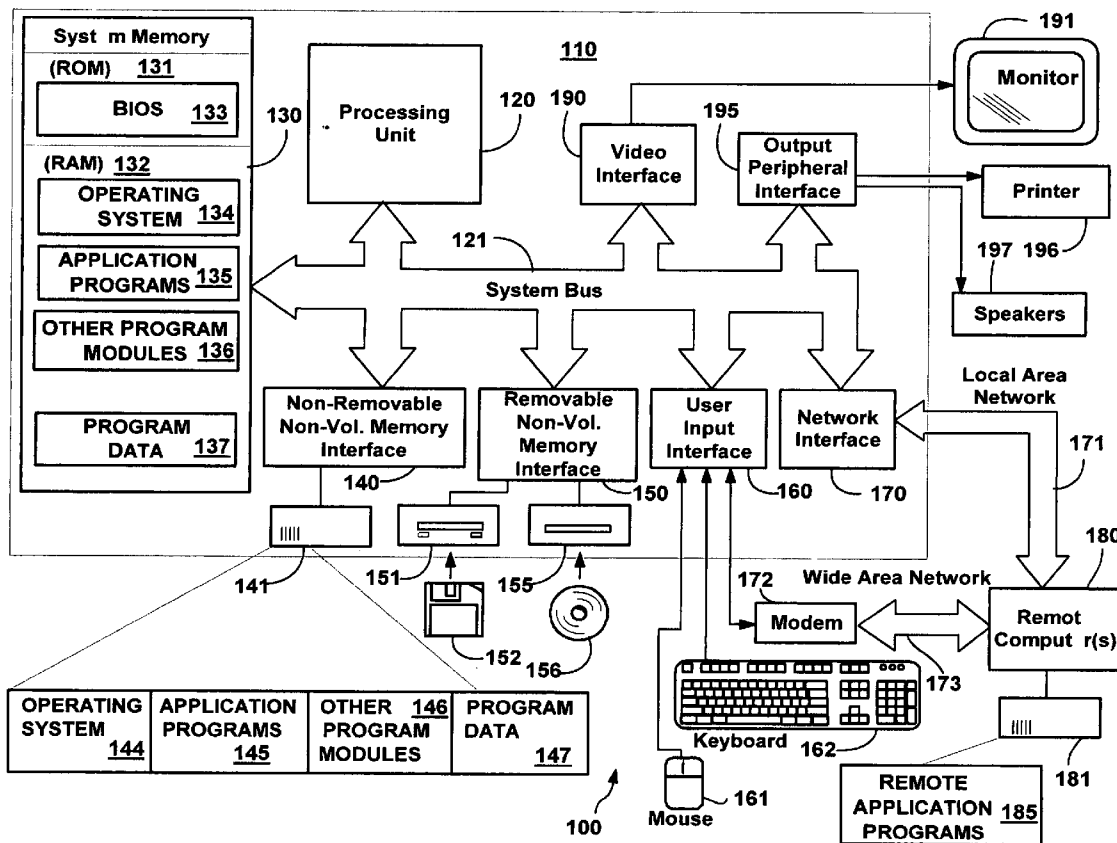 Syst m Memory
(ROM) 131
BIOS 133
130
(RAM) 132
OPERATING
SYSTEM 134
APPLICATION
PROGRAMS 135
OTHER PROGRAM
MODULES 136
PROGRAM
DATA 137
Processing
Unit
120
110
190
Video
Interface
195
Output
Peripheral
Interface
191
Monitor
Printer
196
197
Speakers
121
System Bus
Non-Removable
Non-Vol. Memory
Interface
140
Removable
Non-Vol.
Memory
Interface
150
User
Input
Interface
160
Network
Interface
170
Local Area
Network
171
141
151
152
155
156
172
Modem
Wide Area Network
173
180
Remot
Comput r(s)
181
Keyboard
162
Mouse
161
100
OPERATING
SYSTEM 144
APPLICATION
PROGRAMS
145
OTHER 146
PROGRAM
MODULES
PROGRAM
DATA
147
REMOTE
APPLICATION 185
PROGRAMS